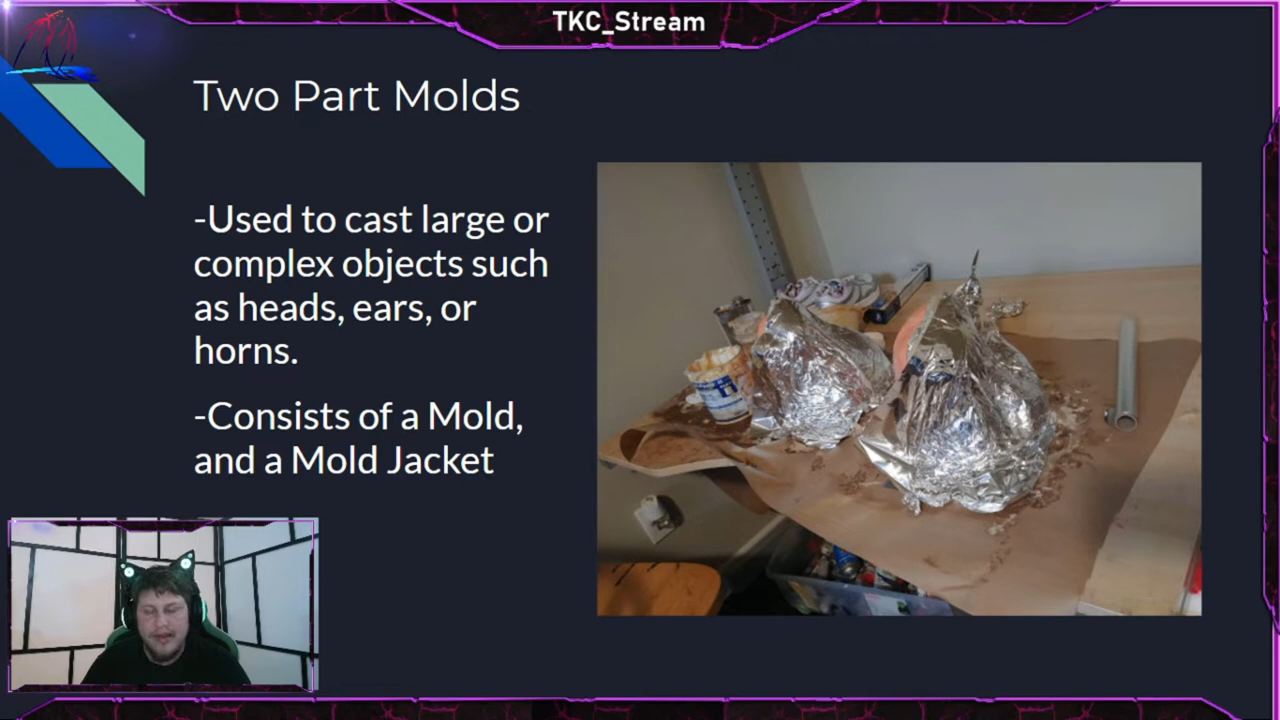 TKC_Stream
Two Part Molds
-Used to cast large or
complex objects such
as heads, ears, or
horns.
-Consists of a Mold,
and a Mold Jacket